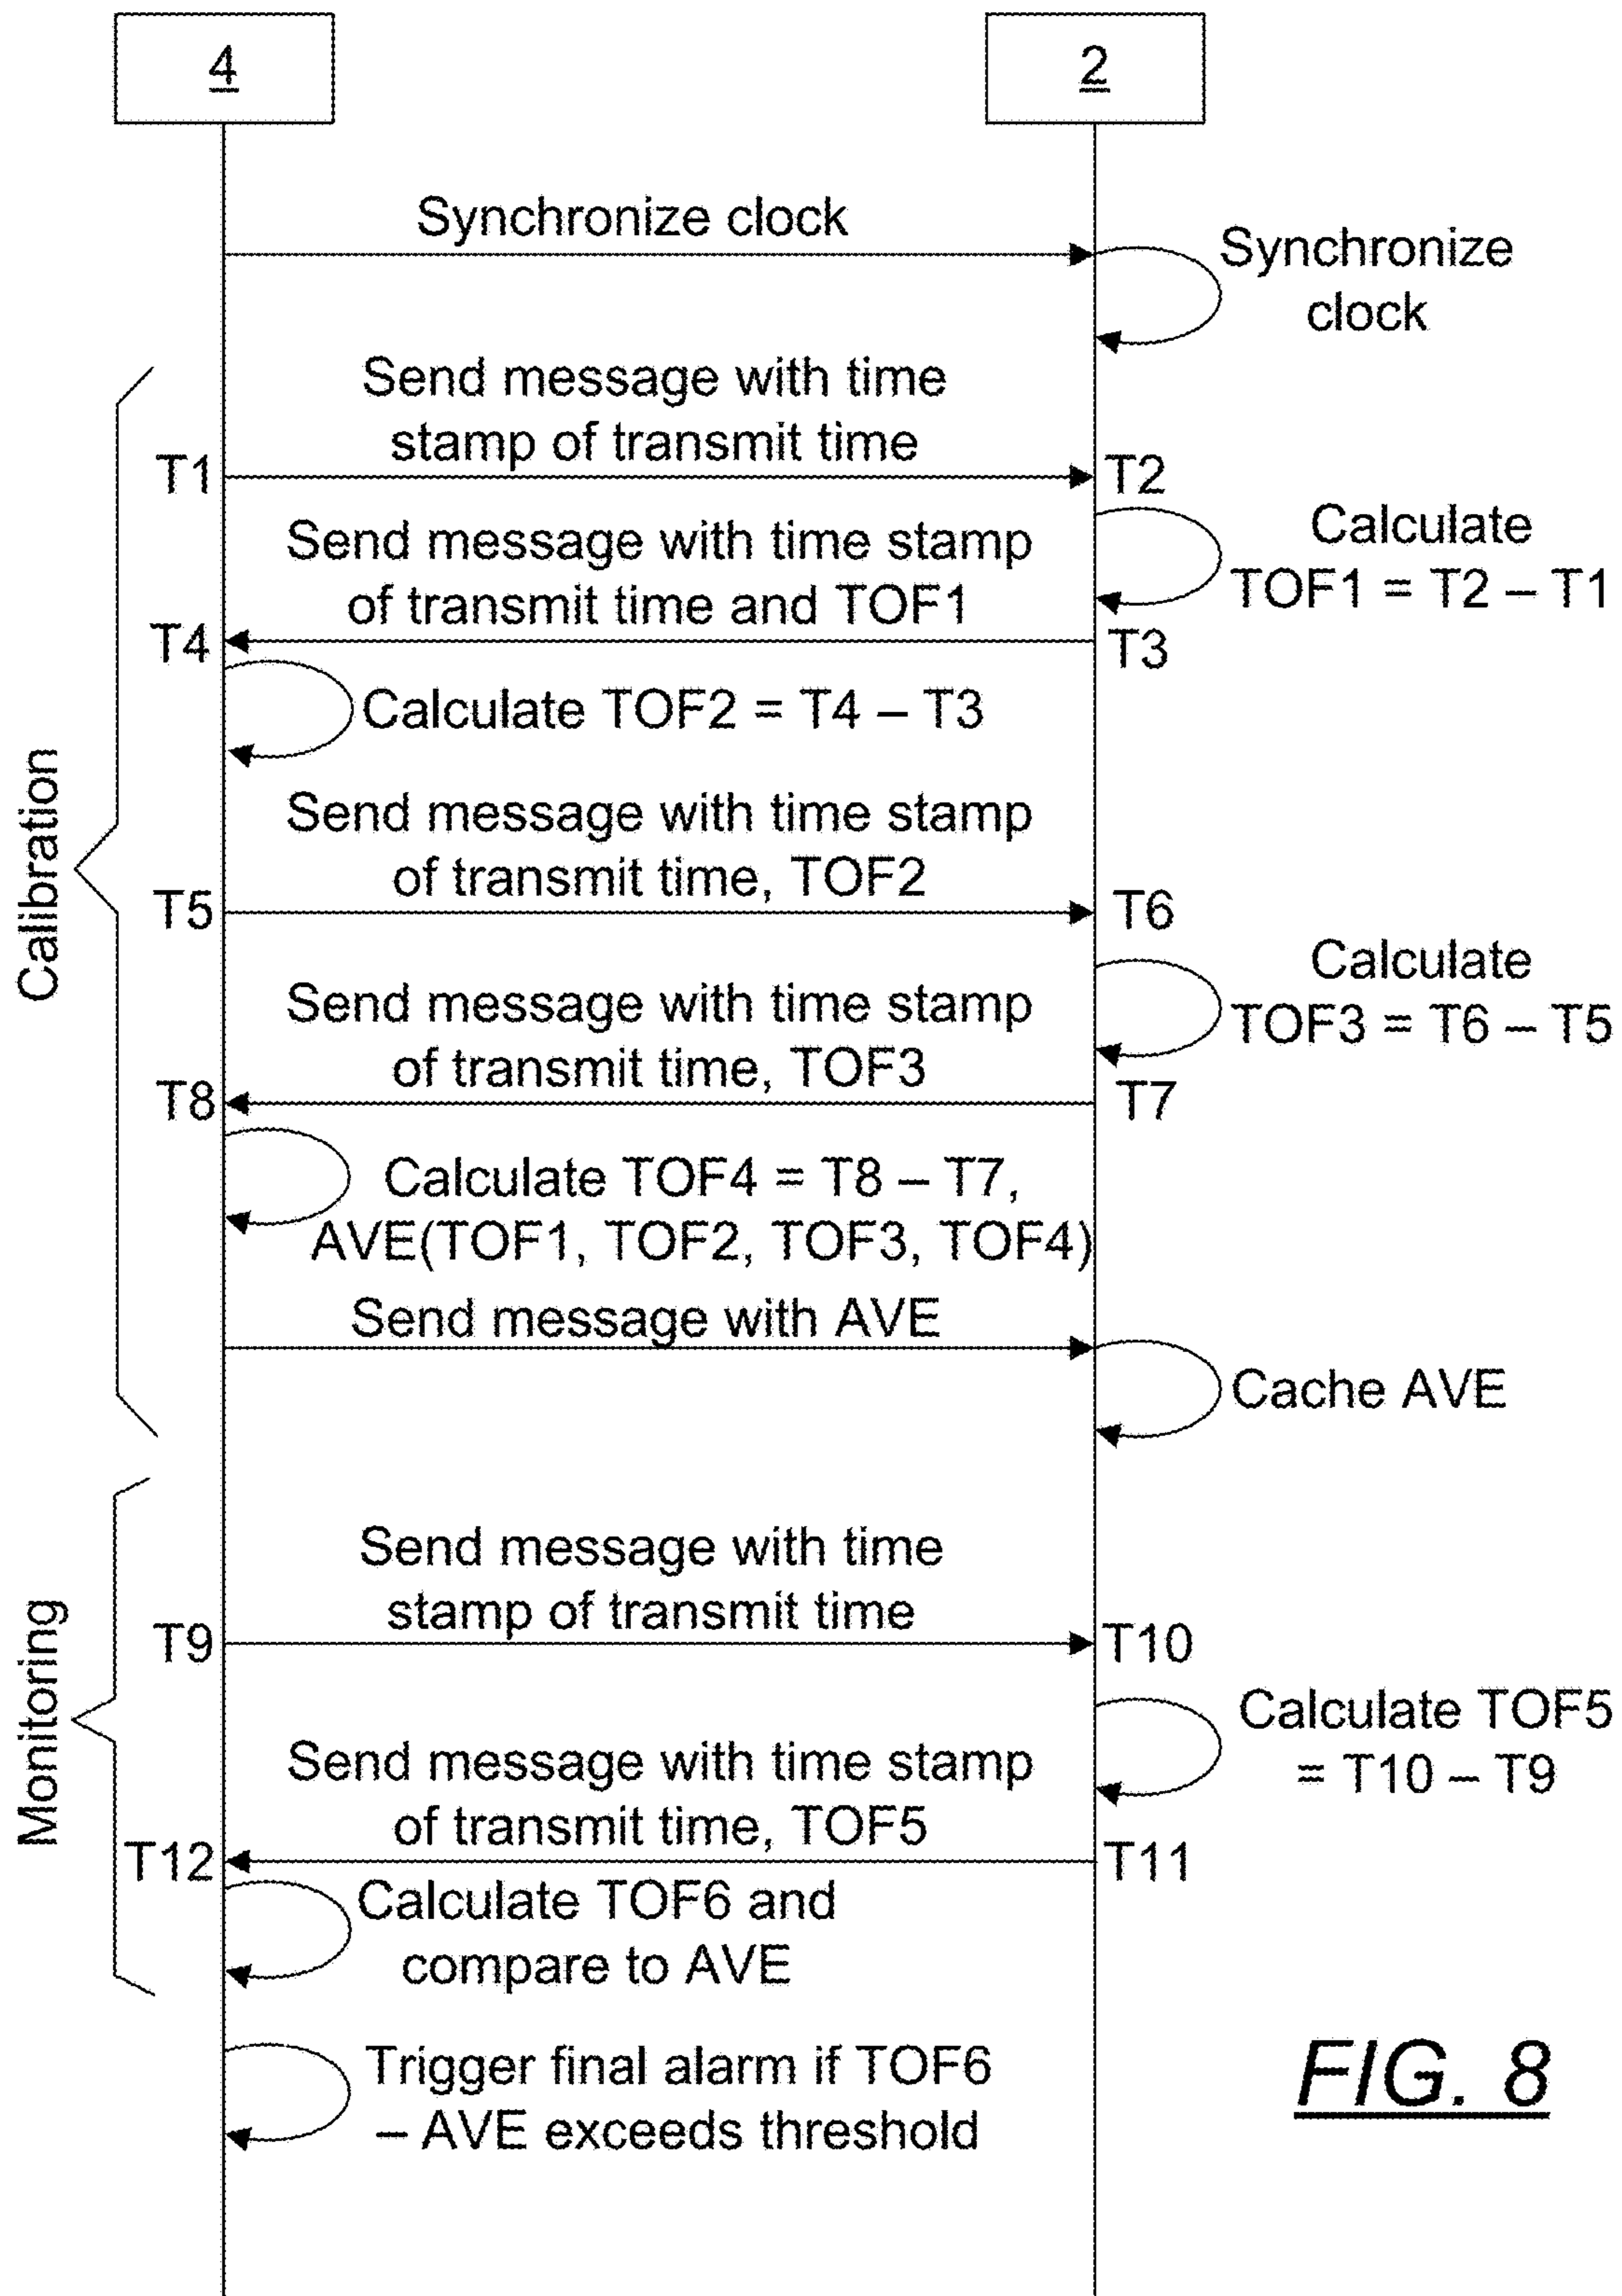 4
2
Synchronize clock
Synchronize
clock
Send message with time
stamp of transmit time
T1
T2
Calculate
TOF1 = T2 – T1
Send message with time stamp
of transmit time and TOF1
T4
T3
Calculate TOF2 = T4 – T3
Calibration
Send message with time stamp
of transmit time, TOF2
T5
T6
Calculate
TOF3 = T6 – T5
Send message with time stamp
of transmit time, TOF3
T8
T7
Calculate TOF4 = T8 – T7,
AVE(TOF1, TOF2, TOF3, TOF4)
Send message with AVE
Cache AVE
Monitoring
Send message with time
stamp of transmit time
T9
T10
Calculate TOF5
= T10 – T9
Send message with time stamp
of transmit time, TOF5
T12
T11
Calculate TOF6 and
compare to AVE
Trigger final alarm if TOF6
– AVE exceeds threshold
FIG. 8